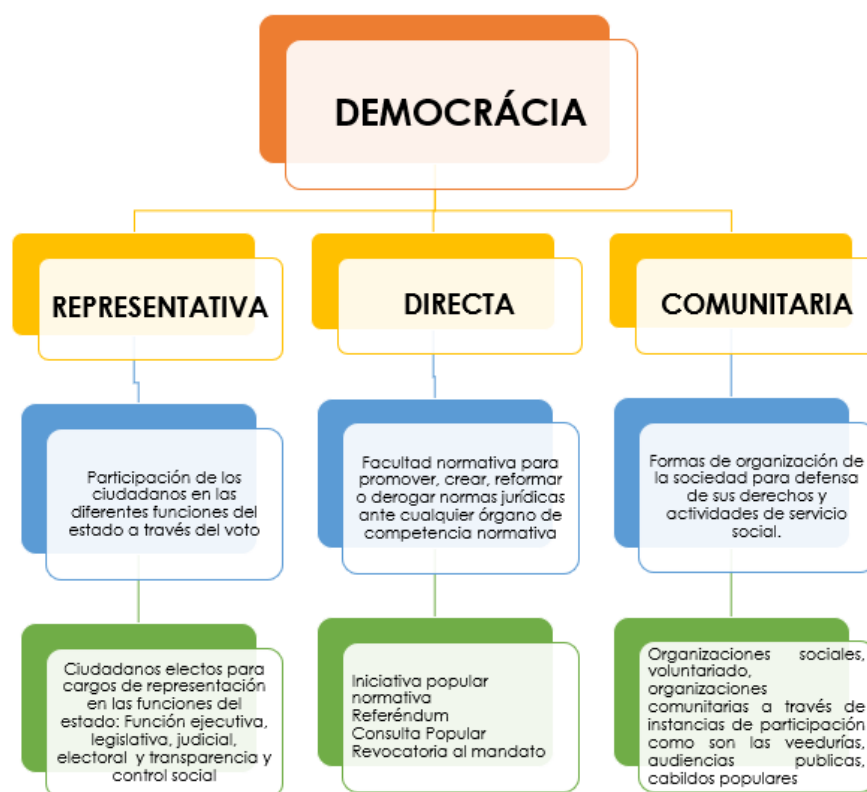 DEMOCRÁCIA
REPRESENTATIVA
DIRECTA
COMUNITARIA
Participación de los
ciudadanos en las
diferentes funciones del
estado a través del voto
Facultad normativa para
promover, crear, reformar
o derogar normas jurídicas
ante cualquier órgano de
competencia normativa
Formas de organización de
la sociedad para defensa
de sus derechos y
actividades de servicio
social.
Ciudadanos electos para
cargos de representación
en las funciones del
estado: Función ejecutiva,
legislativa, judicial,
electoral y transparencia y
control social
Iniciativa popular
normativa
Referéndum
Consulta Popular
Revocatoria al mandato
Organizaciones sociales,
voluntariado,
organizaciones
comunitarias a través de
instancias de participación
como son las veedurías,
audiencias publicas,
cabildos populares